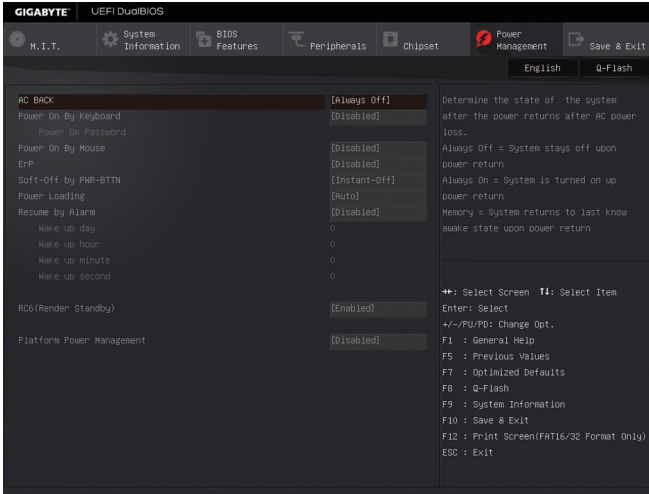 GIGABYTE™ UEFI DualBIOS
M.I.T. System Information BIOS Features Peripherals Chipset Power Management Save & Exit
English Q-Flash
AC BACK [Always Off]
Power On By Keyboard [Disabled]
Power On Password
Power On By Mouse [Disabled]
ErP [Disabled]
Soft-Off by PWR-BTTN [Instant-Off]
Power Loading [Auto]
Resume by Alarm [Disabled]
Wake up day 0
Wake up hour 0
Wake up minute 0
Wake up second 0
RC6(Render Standby) [Enabled]
Platform Power Management [Disabled]
Determine the state of the system
after the power returns after AC power
loss.
Always Off = System stays off upon
power return
Always On = System is turned on up
power return
Memory = System returns to last know
awake state upon power return
→←: Select Screen ↑↓: Select Item
Enter: Select
+/-/PU/PD: Change Opt.
F1 : General Help
F5 : Previous Values
F7 : Optimized Defaults
F8 : Q-Flash
F9 : System Information
F10 : Save & Exit
F12 : Print Screen(FAT16/32 Format Only)
ESC : Exit